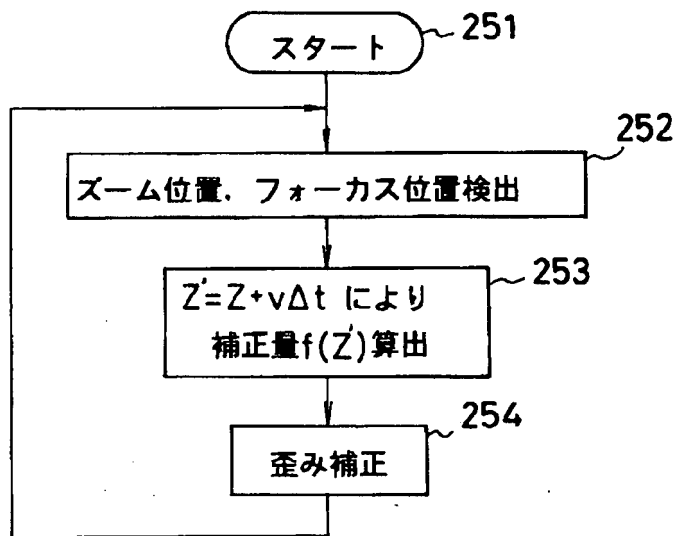 スタート
251
252
ズーム位置，フォーカス位置検出
253
Z'=Z+vΔt により
補正量f(Z')算出
254
歪み補正